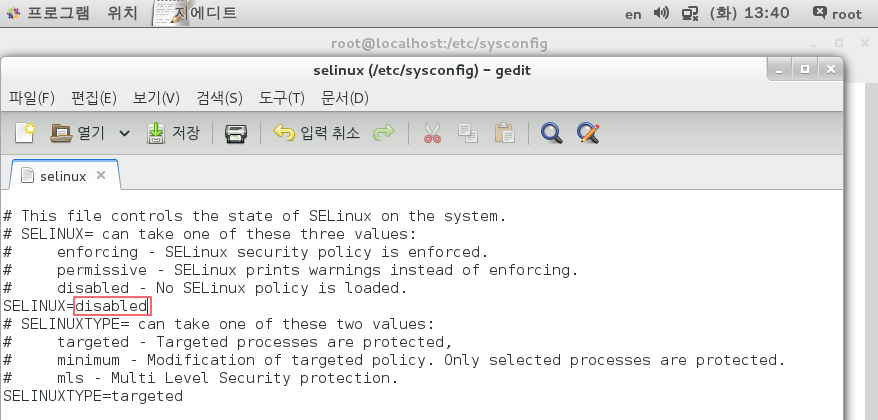 프로그램 위치 지에디트 en (화) 13:40 root
root@localhost:/etc/sysconfig
selinux (/etc/sysconfig) - gedit
파일(F) 편집(E) 보기(V) 검색(S) 도구(T) 문서(D)
열기 저장 입력 취소
selinux
# This file controls the state of SELinux on the system.
# SELINUX= can take one of these three values:
#     enforcing - SELinux security policy is enforced.
#     permissive - SELinux prints warnings instead of enforcing.
#     disabled - No SELinux policy is loaded.
SELINUX=disabled
# SELINUXTYPE= can take one of these two values:
#     targeted - Targeted processes are protected,
#     minimum - Modification of targeted policy. Only selected processes are protected.
#     mls - Multi Level Security protection.
SELINUXTYPE=targeted